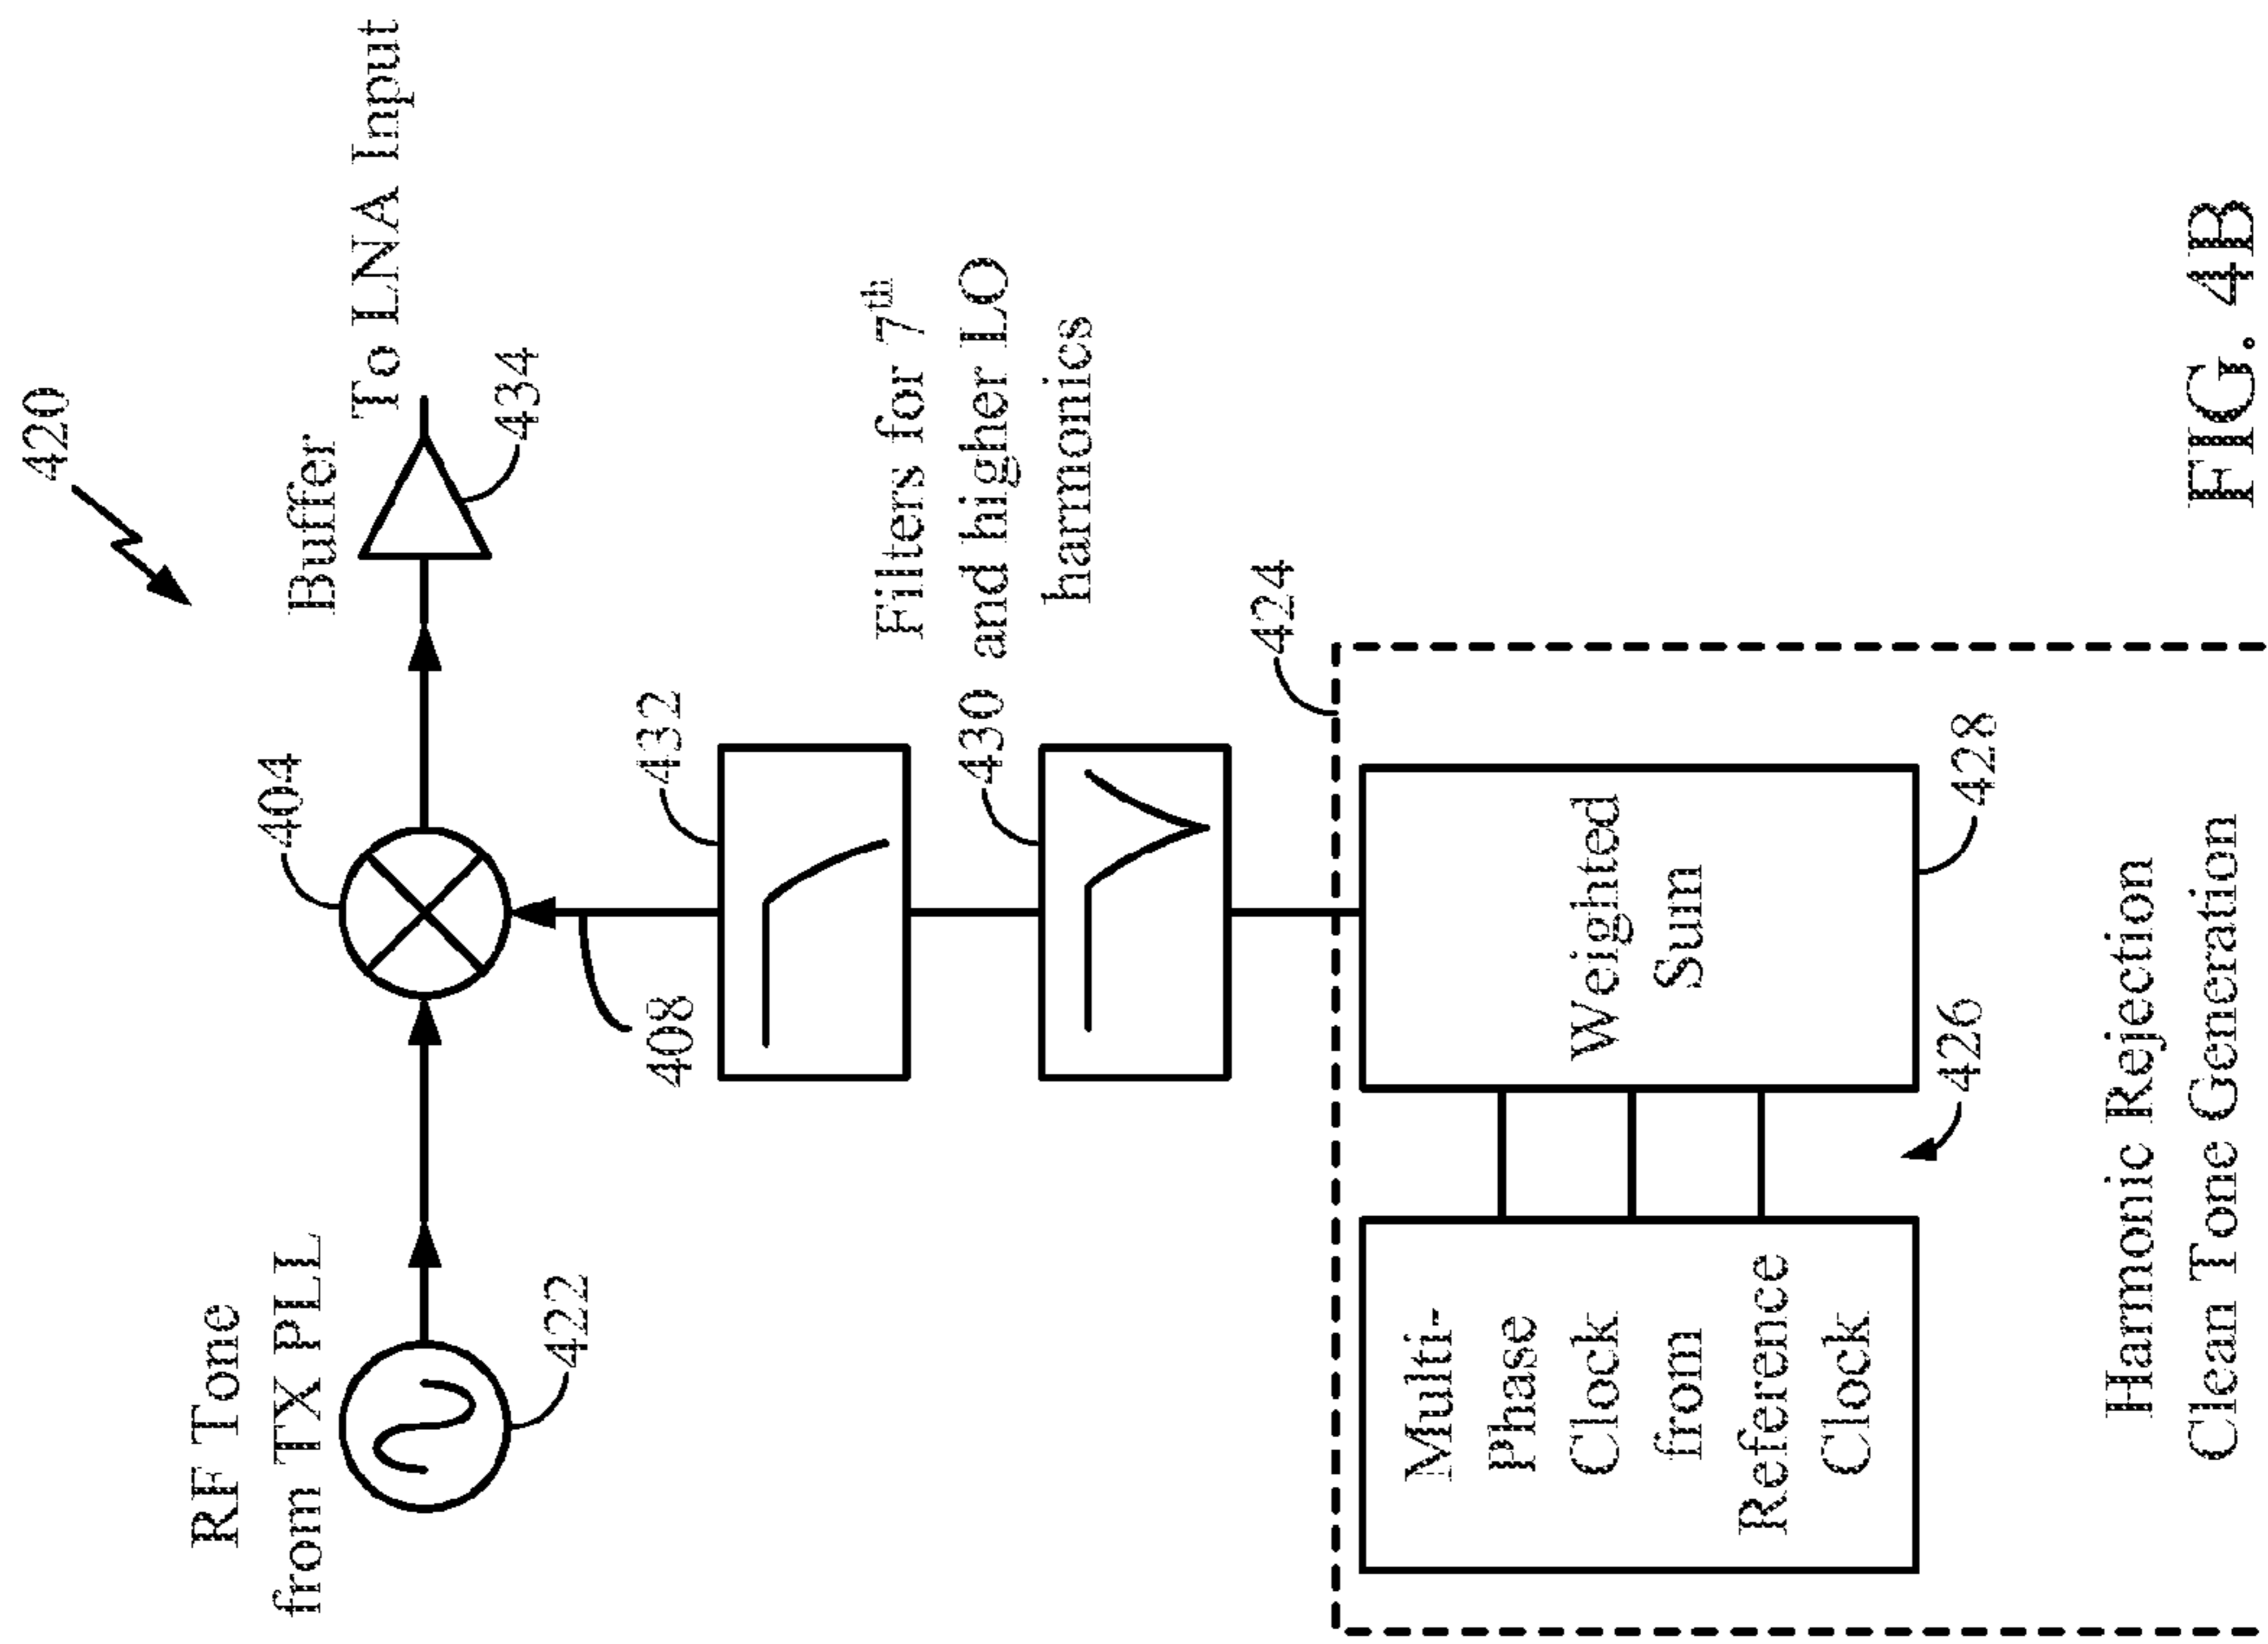 420
RF Tone
from TX PLL
404
Buffer
To LNA Input
422
434
408
432
Filters for 7th
and higher LO
harmonics
430
424
Multi-
Phase
Clock
from
Reference
Clock
Weighted
Sum
426
428
Harmonic Rejection
Clean Tone Generation
FIG. 4B